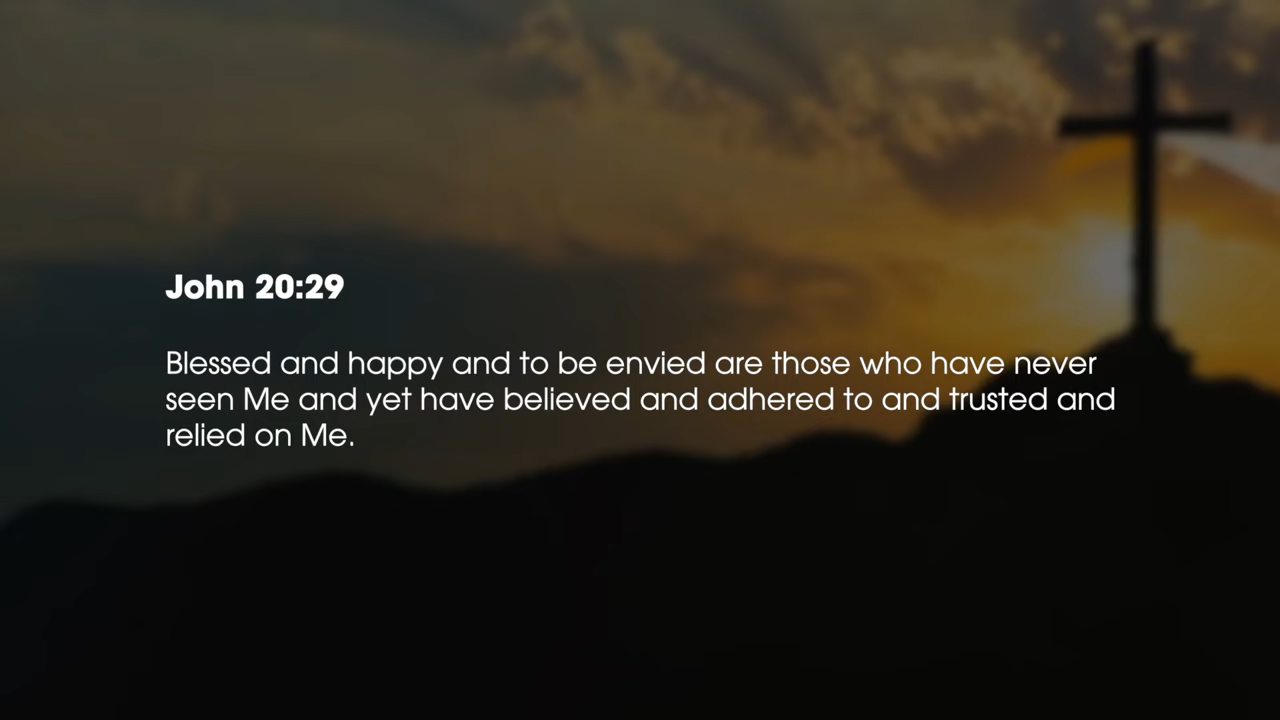 John 20:29
Blessed and happy and to be envied are those who have never
seen Me and yet have believed and adhered to and trusted and
relied on Me.